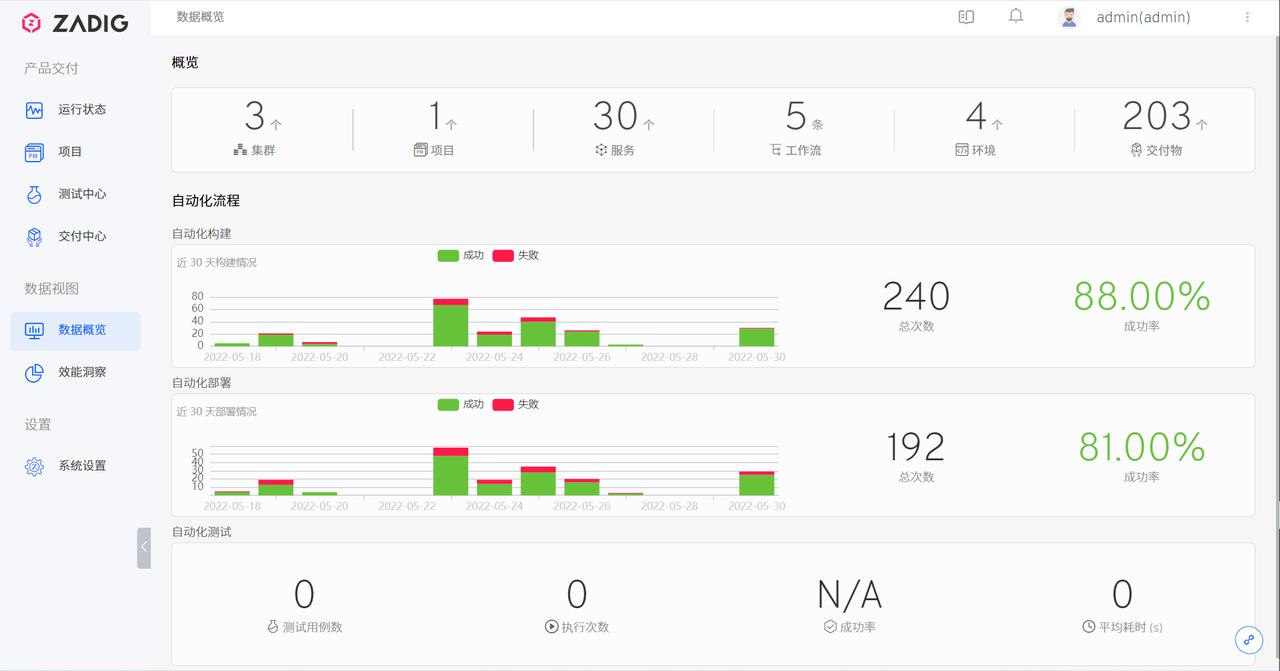 ZADIG
数据概览
admin(admin)
产品交付
运行状态
项目
测试中心
交付中心
数据视图
数据概览
效能洞察
设置
系统设置
概览
3 个
集群
1 个
项目
30 个
服务
5 条
工作流
4 个
环境
203 个
交付物
自动化流程
自动化构建
近 30 天构建情况
成功 失败
80
60
40
20
0
2022-05-18 2022-05-20 2022-05-22 2022-05-24 2022-05-26 2022-05-28 2022-05-30
240
总次数
88.00%
成功率
自动化部署
近 30 天部署情况
成功 失败
50
40
30
20
10
2022-05-18 2022-05-20 2022-05-22 2022-05-24 2022-05-26 2022-05-28 2022-05-30
192
总次数
81.00%
成功率
自动化测试
0
测试用例数
0
执行次数
N/A
成功率
0
平均耗时 (s)